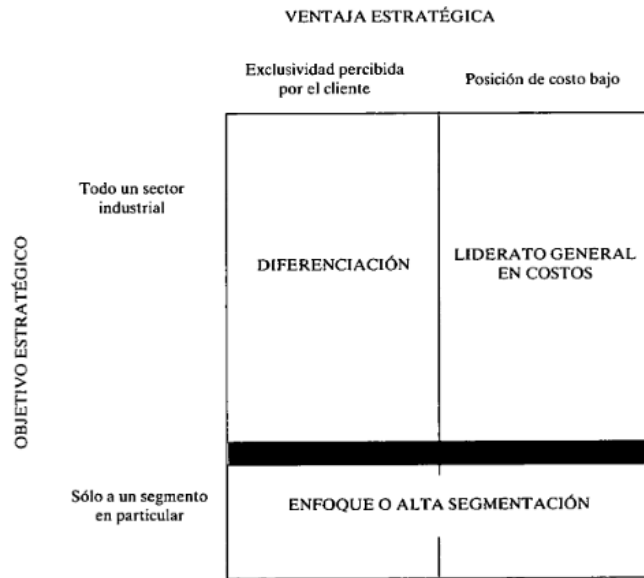 VENTAJA ESTRATÉGICA
Exclusividad percibida
por el cliente
Posición de costo bajo
Todo un sector
industrial
OBJETIVO ESTRATÉGICO
DIFERENCIACIÓN
LIDERATO GENERAL
EN COSTOS
Sólo a un segmento
en particular
ENFOQUE O ALTA SEGMENTACIÓN